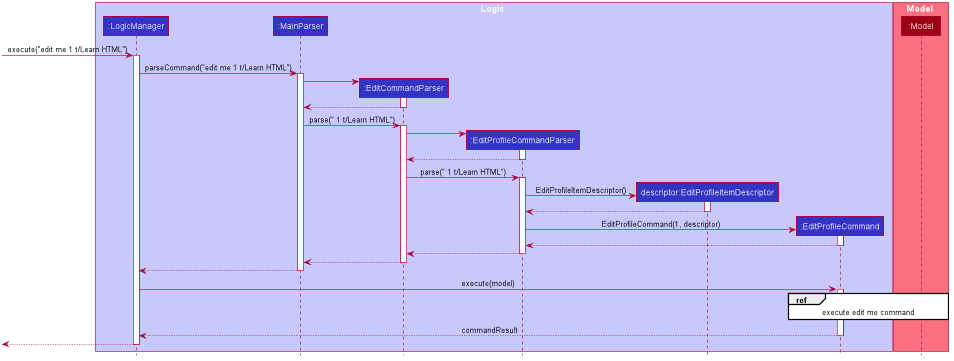 Logic
Model
:LogicManager
:MainParser
:Model
execute("edit me 1 t/Learn HTML")
parseCommand("edit me 1 t/Learn HTML")
:EditCommandParser
parse(" 1 t/Learn HTML")
:EditProfileCommandParser
parse(" 1 t/Learn HTML")
EditProfileItemDescriptor()
descriptor:EditProfileItemDescriptor
EditProfileCommand(1, descriptor)
:EditProfileCommand
execute(model)
ref
execute edit me command
commandResult